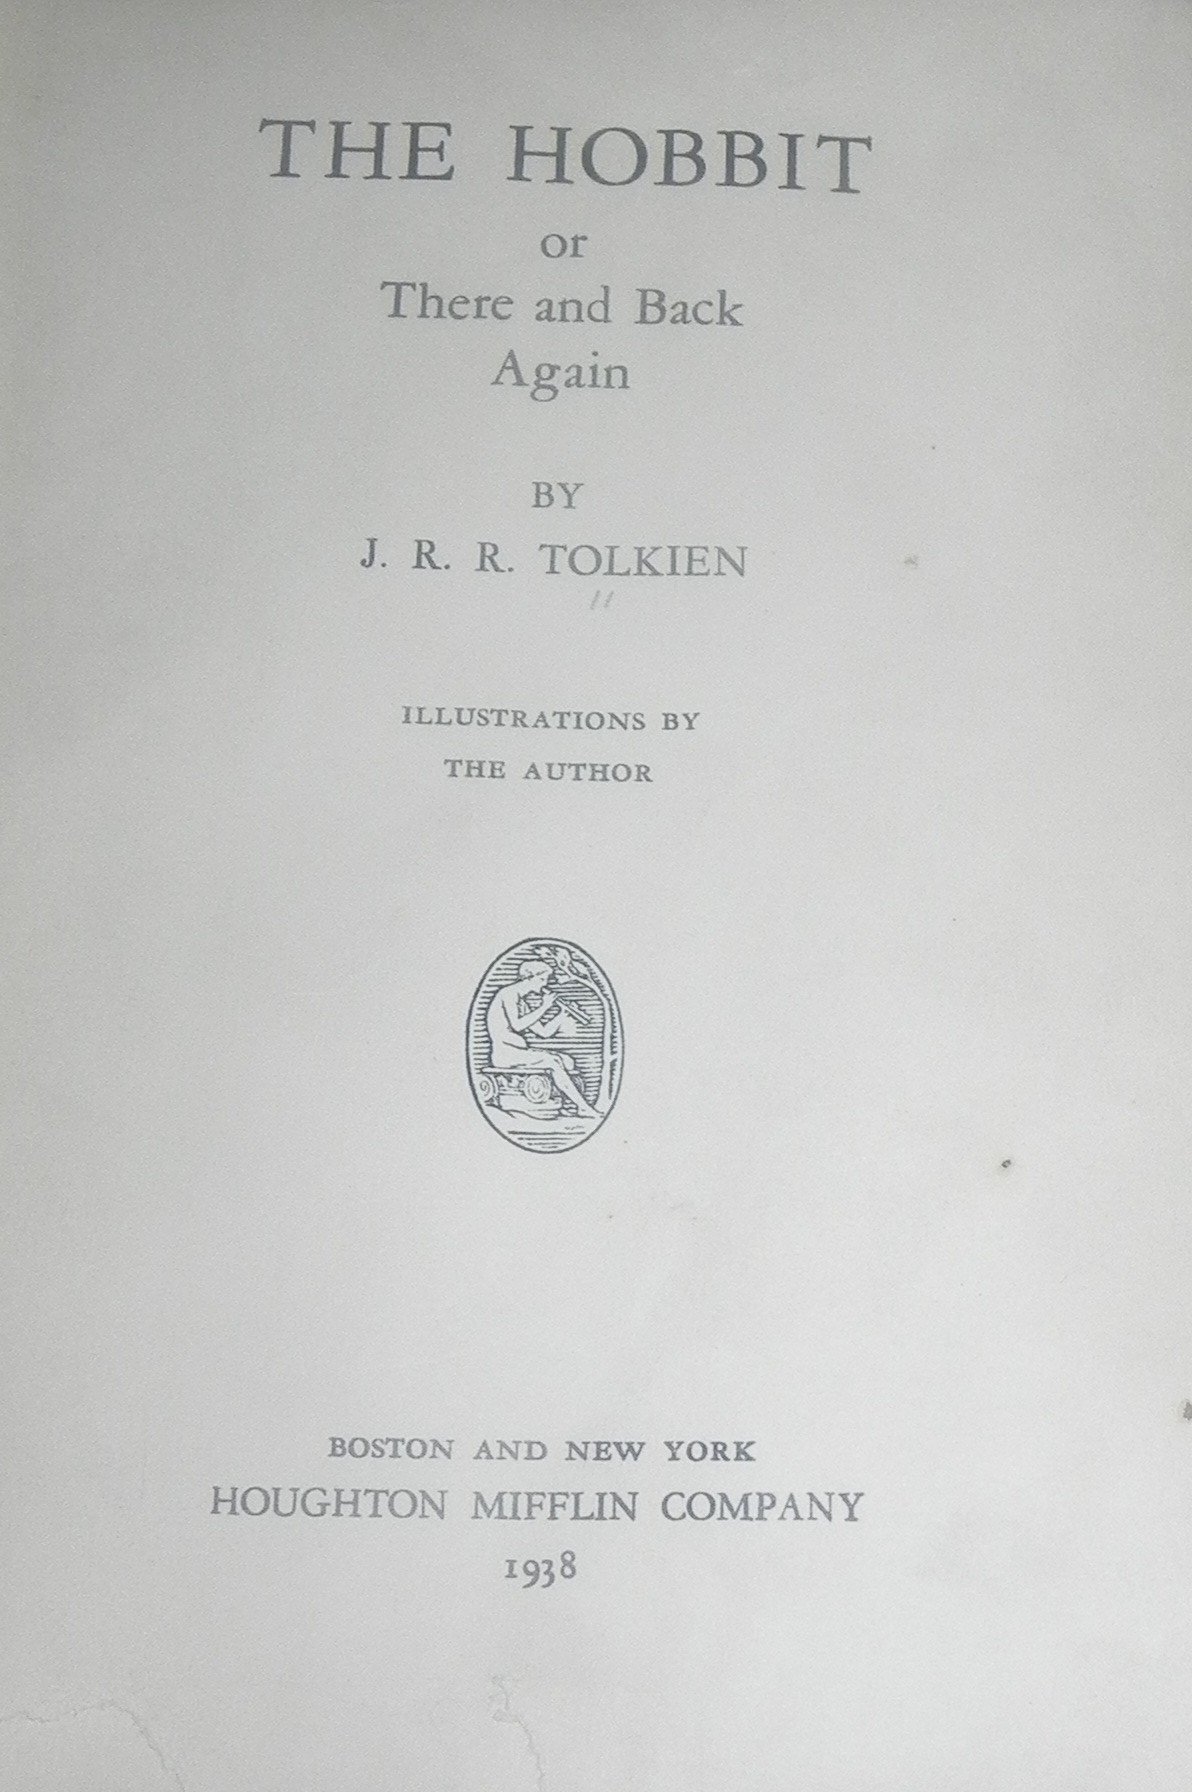 THE HOBBIT
or
There and Back
Again
BY
J. R. R. TOLKIEN
ILLUSTRATIONS BY
THE AUTHOR
BOSTON AND NEW YORK
HOUGHTON MIFFLIN COMPANY
1938